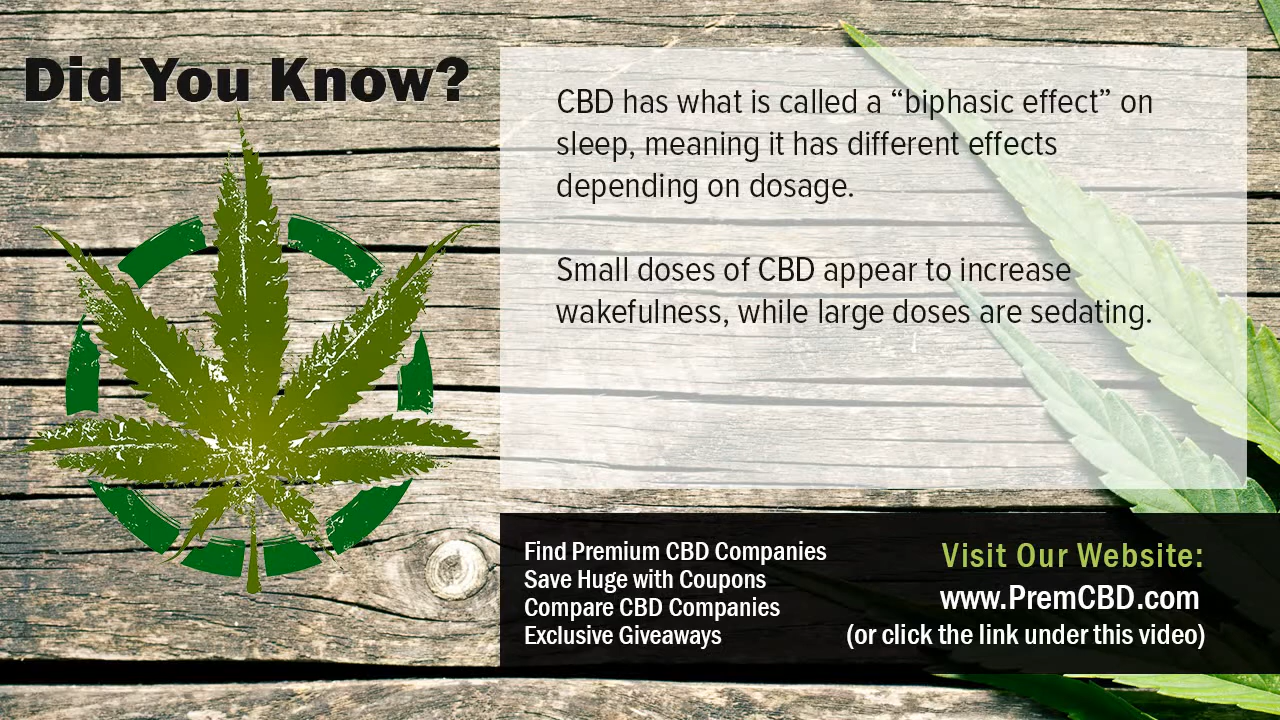 Did You Know?
CBD has what is called a “biphasic effect” on
sleep, meaning it has different effects
depending on dosage.
Small doses of CBD appear to increase
wakefulness, while large doses are sedating.
Find Premium CBD Companies
Save Huge with Coupons
Compare CBD Companies
Exclusive Giveaways
Visit Our Website:
www.PremCBD.com
(or click the link under this video)